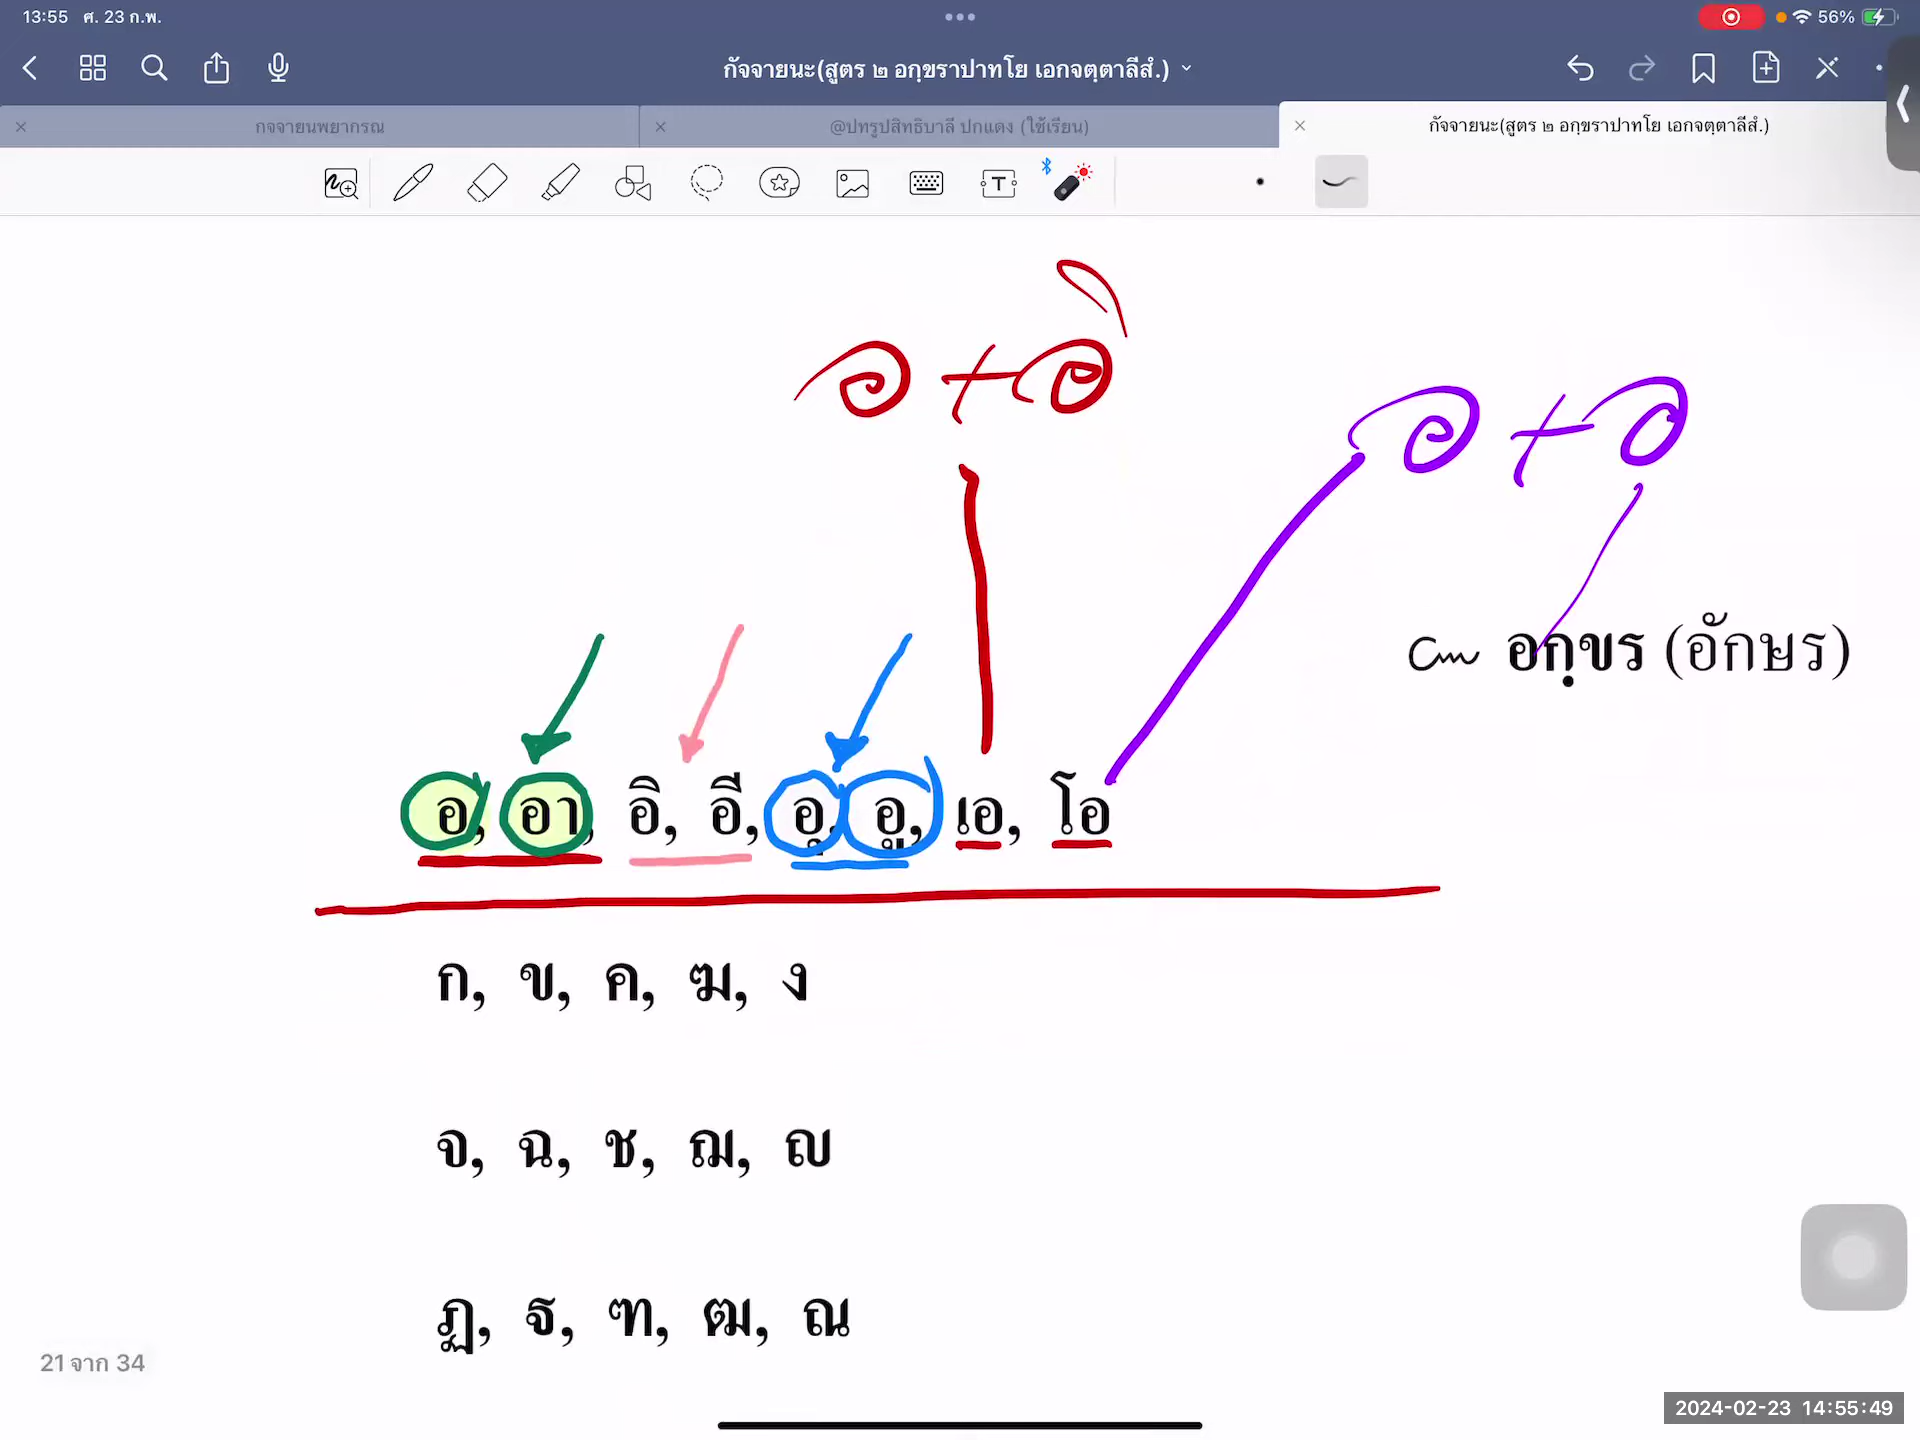 13:55 ศ. 23 ก.พ.
56%
กัจจายนะ(สูตร ๒ อกฺขราปาทโย เอกจตฺตาลีสํ.)
กจจายนพยากรณ
@ปทรูปสิทธิบาลี ปกแดง (ใช้เรียน)
กัจจายนะ(สูตร ๒ อกฺขราปาทโย เอกจตฺตาลีสํ.)
อกฺขร (อักษร)
อ, อา, อิ, อี, อุ, อู, เอ, โอ
ก, ข, ค, ฆ, ง
จ, ฉ, ช, ฌ, ญ
ฏ, ฐ, ฑ, ฒ, ณ
21 จาก 34
2024-02-23 14:55:49